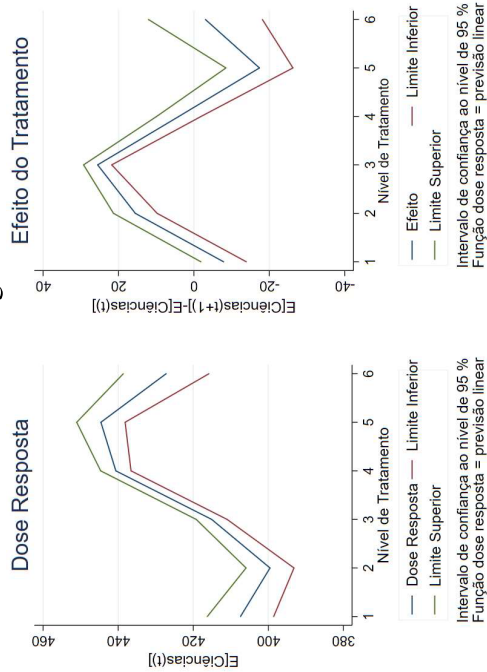 Dose Resposta
E[Ciências(t)]
460
440
420
400
380
1 2 3 4 5 6
Nível de Tratamento
Dose Resposta Limite Inferior
Limite Superior
Intervalo de confiança ao nível de 95 %
Função dose resposta = previsão linear
Efeito do Tratamento
E[Ciências(t+1)]-E[Ciências(t)]
40
20
0
-20
-40
1 2 3 4 5 6
Nível de Tratamento
Efeito Limite Inferior
Limite Superior
Intervalo de confiança ao nível de 95 %
Função dose resposta = previsão linear